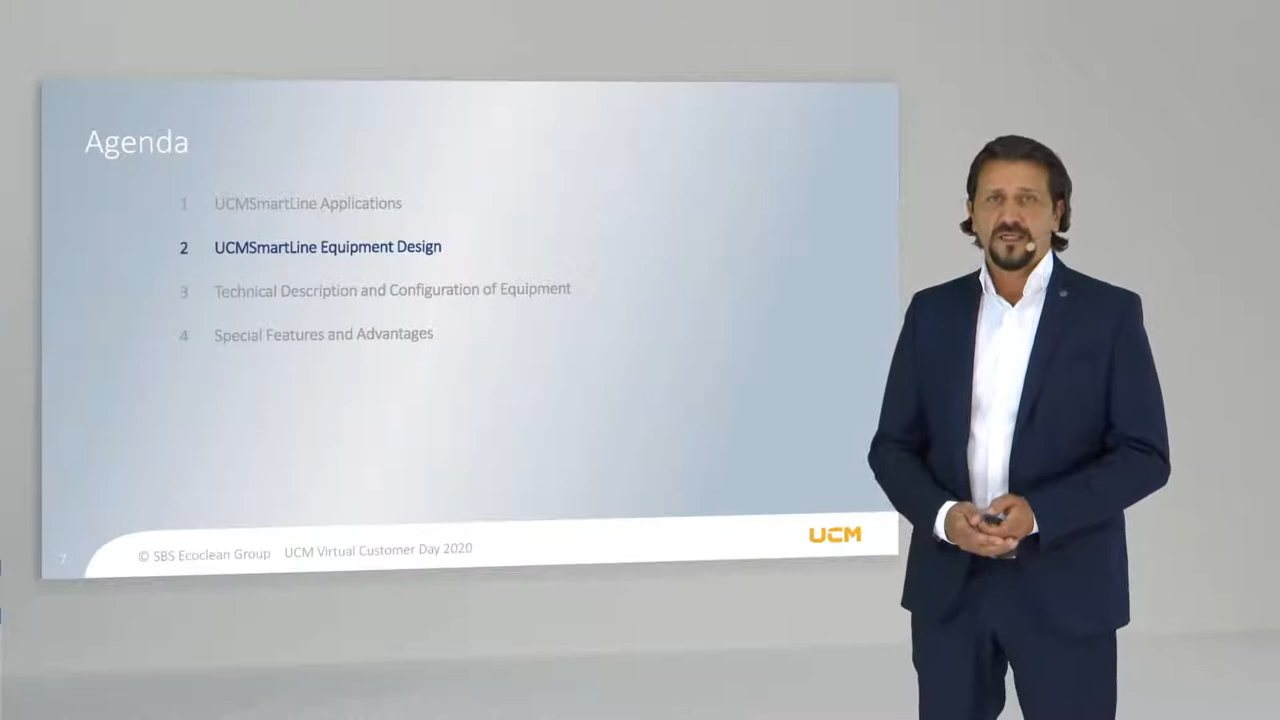 Agenda
1 UCMSmartLine Applications
2 UCMSmartLine Equipment Design
3 Technical Description and Configuration of Equipment
4 Special Features and Advantages
7 © SBS Ecoclean Group UCM Virtual Customer Day 2020
UCM